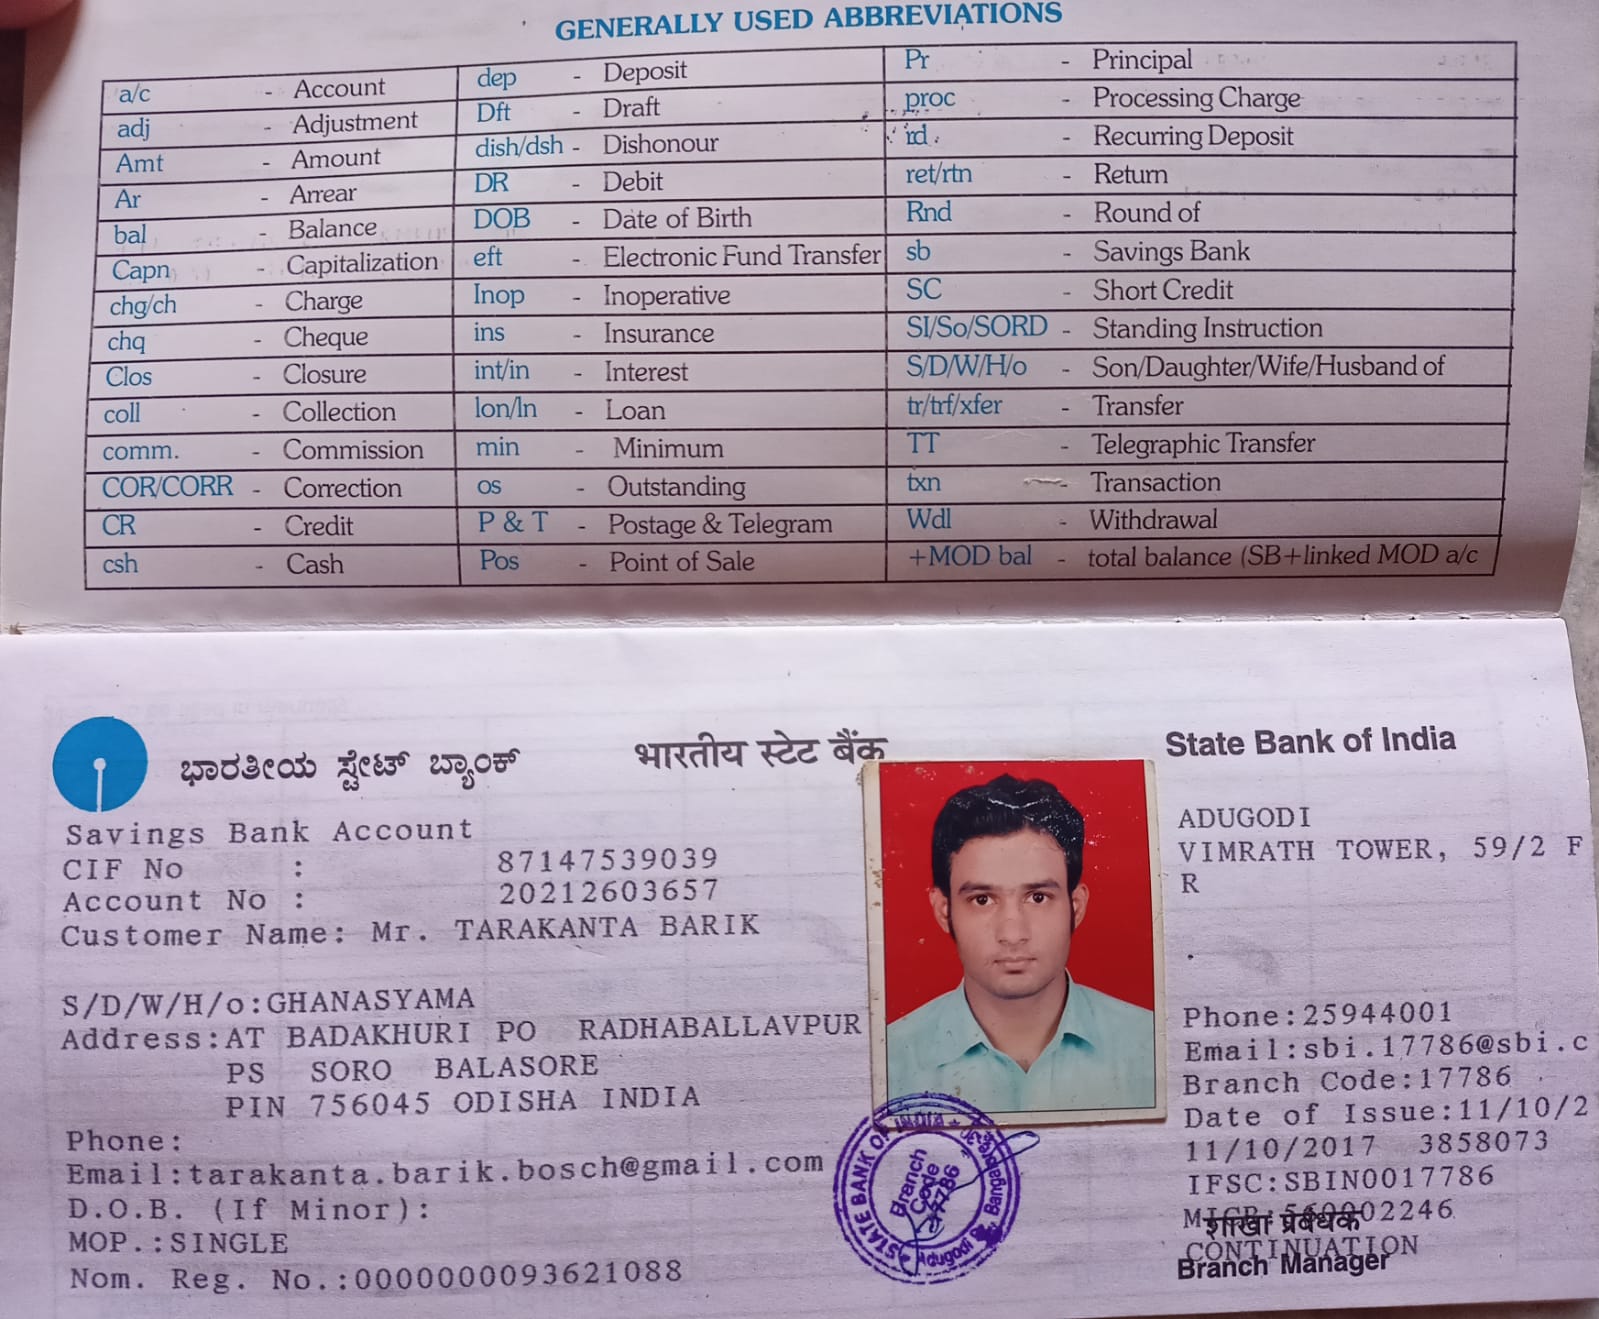 GENERALLY USED ABBREVIATIONS
a/c - Account dep - Deposit Pr - Principal
adj - Adjustment Dft - Draft proc - Processing Charge
Amt - Amount dish/dsh - Dishonour rd - Recurring Deposit
Ar - Arrear DR - Debit ret/rtn - Return
bal - Balance DOB - Date of Birth Rnd - Round of
Capn - Capitalization eft - Electronic Fund Transfer sb - Savings Bank
chg/ch - Charge Inop - Inoperative SC - Short Credit
chq - Cheque ins - Insurance SI/So/SORD - Standing Instruction
Clos - Closure int/in - Interest S/D/W/H/o - Son/Daughter/Wife/Husband of
coll - Collection lon/ln - Loan tr/trf/xfer - Transfer
comm. - Commission min - Minimum TT - Telegraphic Transfer
COR/CORR - Correction os - Outstanding txn - Transaction
CR - Credit P & T - Postage & Telegram Wdl - Withdrawal
csh - Cash Pos - Point of Sale +MOD bal - total balance (SB+linked MOD a/c
ಭಾರತೀಯ ಸ್ಟೇಟ್ ಬ್ಯಾಂಕ್ भारतीय स्टेट बैंक State Bank of India
Savings Bank Account
CIF No : 87147539039
Account No : 20212603657
Customer Name: Mr. TARAKANTA BARIK
S/D/W/H/o:GHANASYAMA
Address:AT BADAKHURI PO RADHABALLAVPUR
PS SORO BALASORE
PIN 756045 ODISHA INDIA
Phone:
Email:tarakanta.barik.bosch@gmail.com
D.O.B. (If Minor):
MOP.:SINGLE
Nom. Reg. No.:0000000093621088
STATE BANK OF INDIA
Branch
Code
17786
Adugodi
ADUGODI
VIMRATH TOWER, 59/2 F
R
Phone:25944001
Email:sbi.17786@sbi.c
Branch Code:17786
Date of Issue:11/10/2
11/10/2017 3858073
IFSC:SBIN0017786
शाखा प्रबंधक
CONTINUATION
Branch Manager